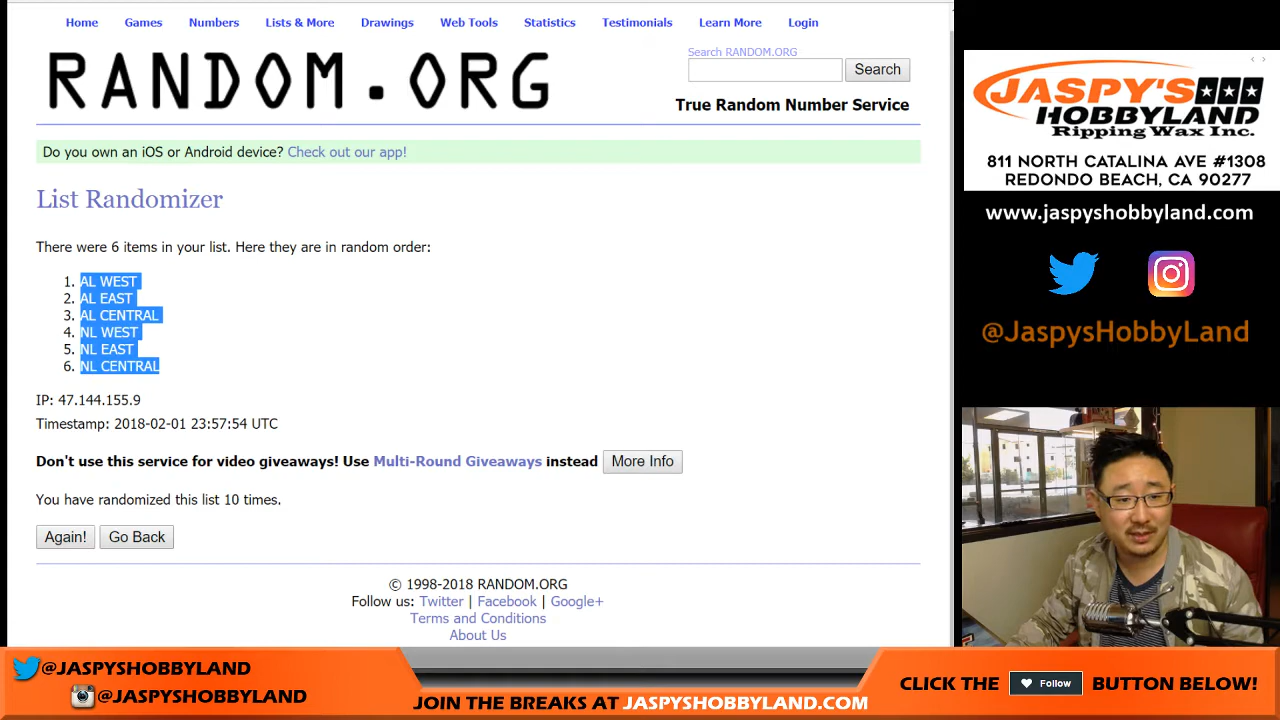 Home Games Numbers Lists & More Drawings Web Tools Statistics Testimonials Learn More Login
RANDOM.ORG
Search RANDOM.ORG
Search
True Random Number Service
Do you own an iOS or Android device? Check out our app!
List Randomizer
There were 6 items in your list. Here they are in random order:
1. AL WEST
2. AL EAST
3. AL CENTRAL
4. NL WEST
5. NL EAST
6. NL CENTRAL
IP: 47.144.155.9
Timestamp: 2018-02-01 23:57:54 UTC
Don't use this service for video giveaways! Use Multi-Round Giveaways instead More Info
You have randomized this list 10 times.
Again! Go Back
© 1998-2018 RANDOM.ORG
Follow us: Twitter | Facebook | Google+
Terms and Conditions
About Us
JASPY'S
HOBBYLAND
Ripping Wax Inc.
811 NORTH CATALINA AVE #1308
REDONDO BEACH, CA 90277
www.jaspyshobbyland.com
@JaspysHobbyLand
@JASPYSHOBBYLAND
@JASPYSHOBBYLAND
JOIN THE BREAKS AT JASPYSHOBBYLAND.COM
CLICK THE Follow BUTTON BELOW!